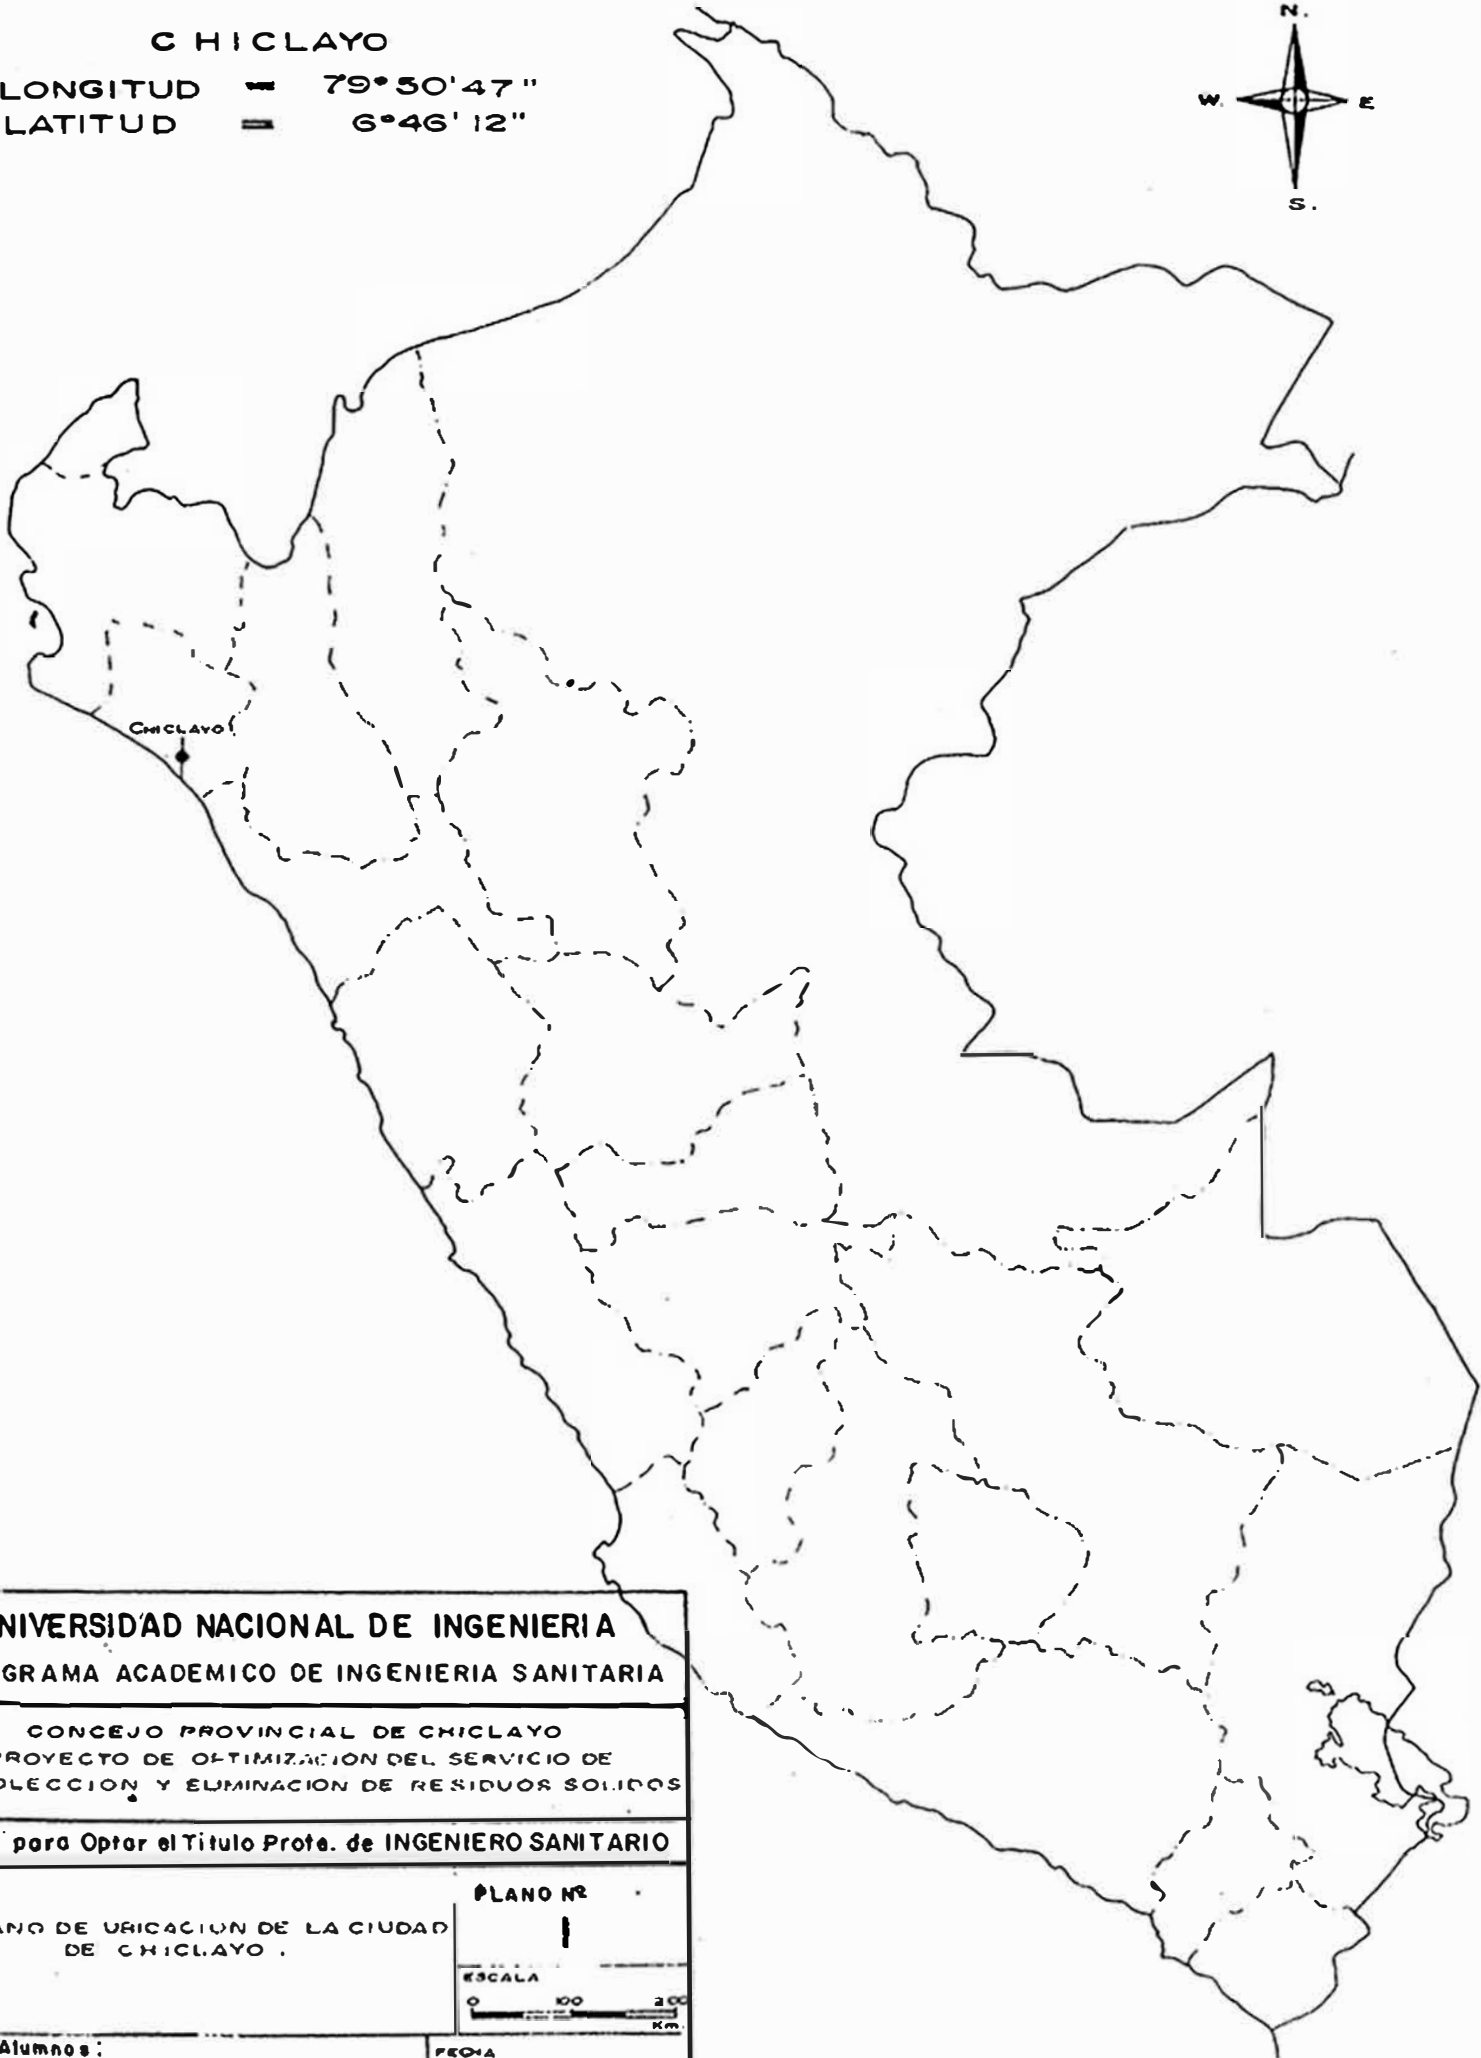 CHICLAYO
LONGITUD = 79°50'47"
LATITUD = 6°46'12"
N.
W. E
S.
CHICLAYO
NIVERSIDAD NACIONAL DE INGENIERIA
GRAMA ACADEMICO DE INGENIERIA SANITARIA
CONCEJO PROVINCIAL DE CHICLAYO
PROYECTO DE OPTIMIZACION DEL SERVICIO DE
OLECCION Y ELIMINACION DE RESIDUOS SOLIDOS
para Optar el Titulo Profe. de INGENIERO SANITARIO
PLANO Nº
1
ANO DE UBICACION DE LA CIUDAD
DE CHICLAYO .
ESCALA
0 100 200
Km.
Alumnos:
FECHA